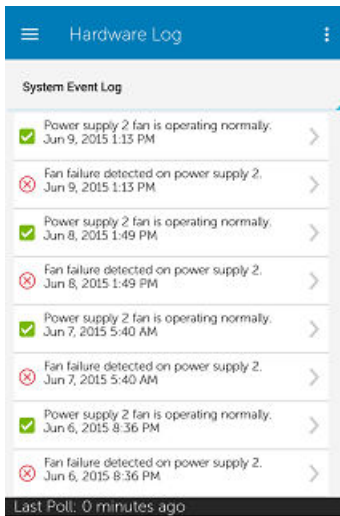 Hardware Log
System Event Log
Power supply 2 fan is operating normally.
Jun 9, 2015 1:13 PM
Fan failure detected on power supply 2.
Jun 9, 2015 1:13 PM
Power supply 2 fan is operating normally.
Jun 8, 2015 1:49 PM
Fan failure detected on power supply 2.
Jun 8, 2015 1:49 PM
Power supply 2 fan is operating normally.
Jun 7, 2015 5:40 AM
Fan failure detected on power supply 2.
Jun 7, 2015 5:40 AM
Power supply 2 fan is operating normally.
Jun 6, 2015 8:36 PM
Fan failure detected on power supply 2.
Jun 6, 2015 8:36 PM
Last Poll: 0 minutes ago